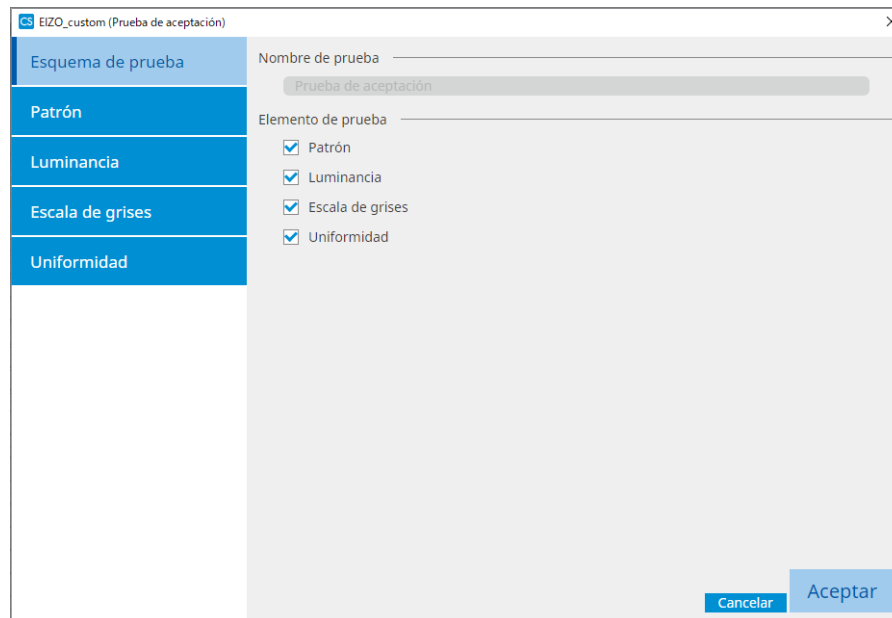 CS EIZO_custom (Prueba de aceptación)
Esquema de prueba
Patrón
Luminancia
Escala de grises
Uniformidad
Nombre de prueba
Prueba de aceptación
Elemento de prueba
Patrón
Luminancia
Escala de grises
Uniformidad
Cancelar
Aceptar